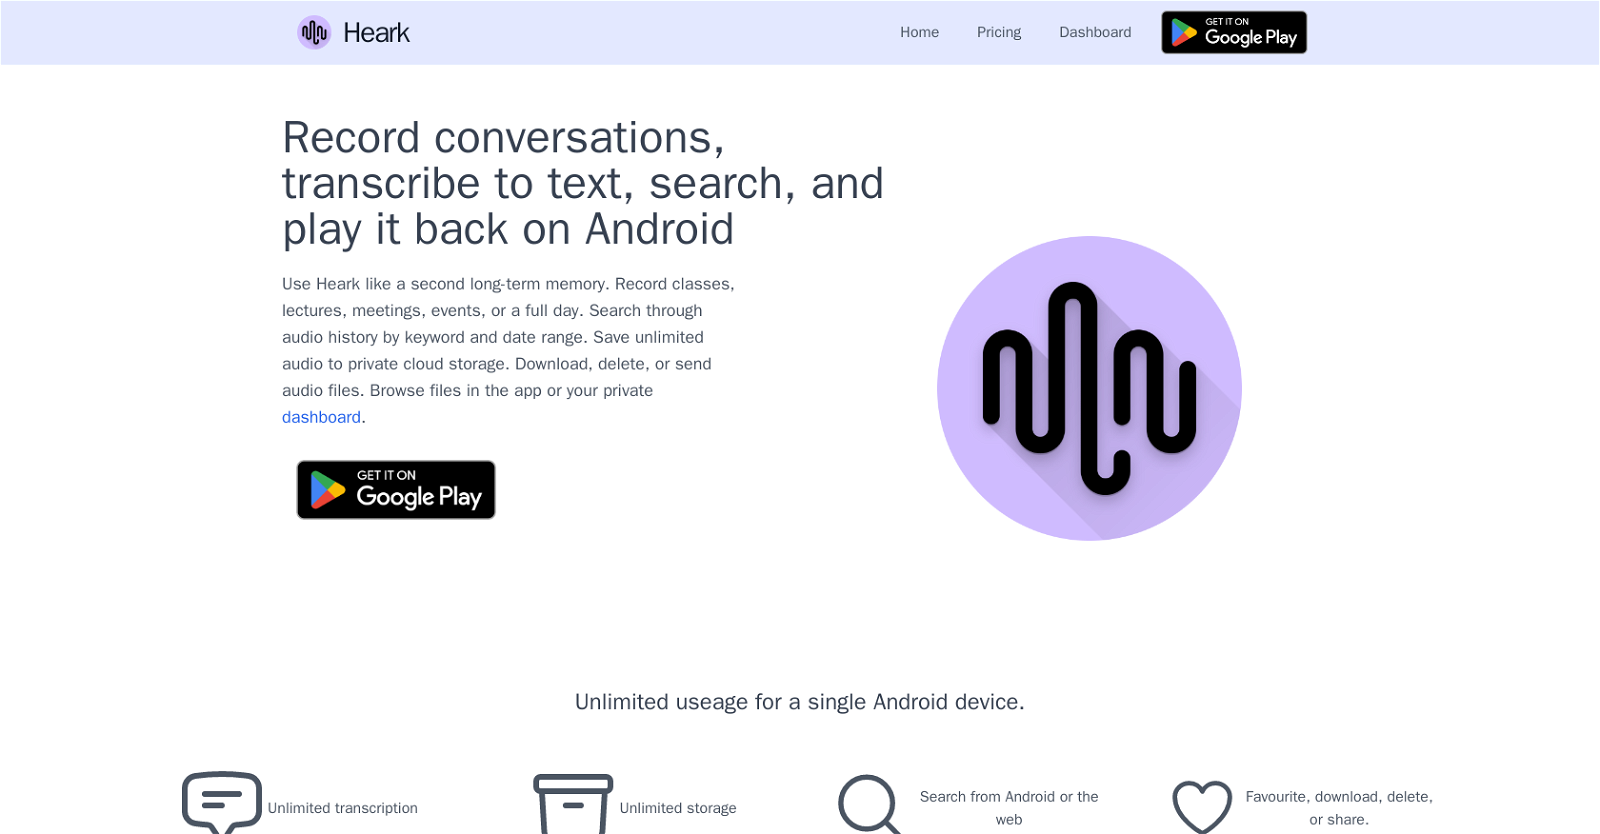 Heark
Home
Pricing
Dashboard
GET IT ON
Google Play
Record conversations,
transcribe to text, search, and
play it back on Android
Use Heark like a second long-term memory. Record classes,
lectures, meetings, events, or a full day. Search through
audio history by keyword and date range. Save unlimited
audio to private cloud storage. Download, delete, or send
audio files. Browse files in the app or your private
dashboard.
GET IT ON
Google Play
Unlimited useage for a single Android device.
Unlimited transcription
Unlimited storage
Search from Android or the
web
Favourite, download, delete,
or share.